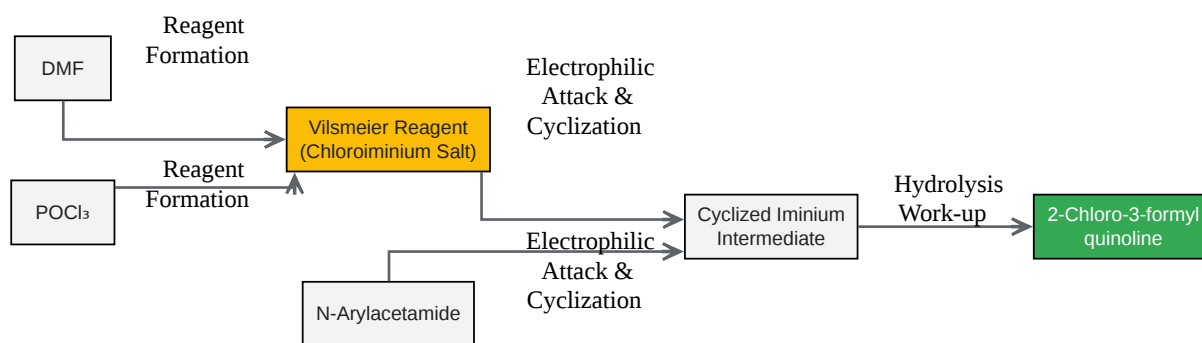 Reagent
Formation
DMF
Electrophilic
Attack &
Cyclization
Vilsmeier Reagent
(Chloroiminium Salt)
Reagent
Formation
POCl₃
Hydrolysis
Work-up
Cyclized Iminium
Intermediate
2-Chloro-3-formyl
quinoline
Electrophilic
Attack &
Cyclization
N-Arylacetamide